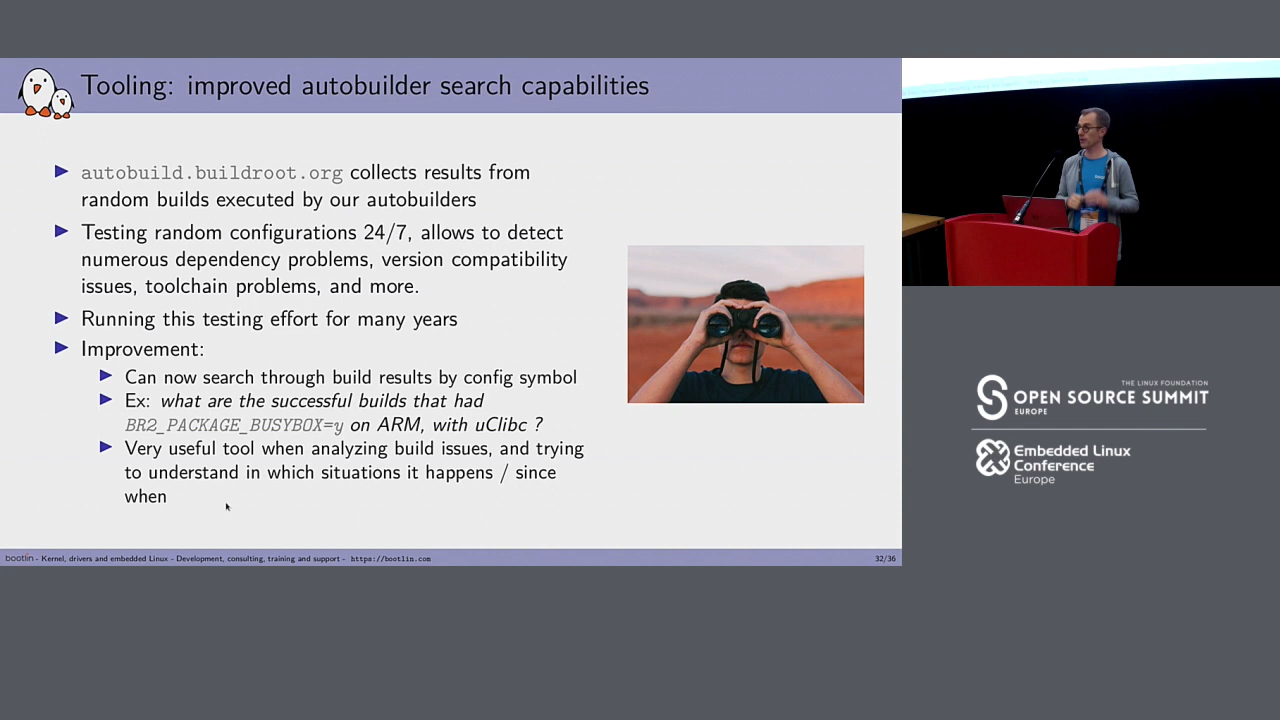 Tooling: improved autobuilder search capabilities
autobuild.buildroot.org collects results from
random builds executed by our autobuilders
Testing random configurations 24/7, allows to detect
numerous dependency problems, version compatibility
issues, toolchain problems, and more.
Running this testing effort for many years
Improvement:
Can now search through build results by config symbol
Ex: what are the successful builds that had
BR2_PACKAGE_BUSYBOX=y on ARM, with uClibc ?
Very useful tool when analyzing build issues, and trying
to understand in which situations it happens / since
when
bootlin - Kernel, drivers and embedded Linux - Development, consulting, training and support - https://bootlin.com
32/36
THE LINUX FOUNDATION
OPEN SOURCE SUMMIT
EUROPE
Embedded Linux
Conference
Europe